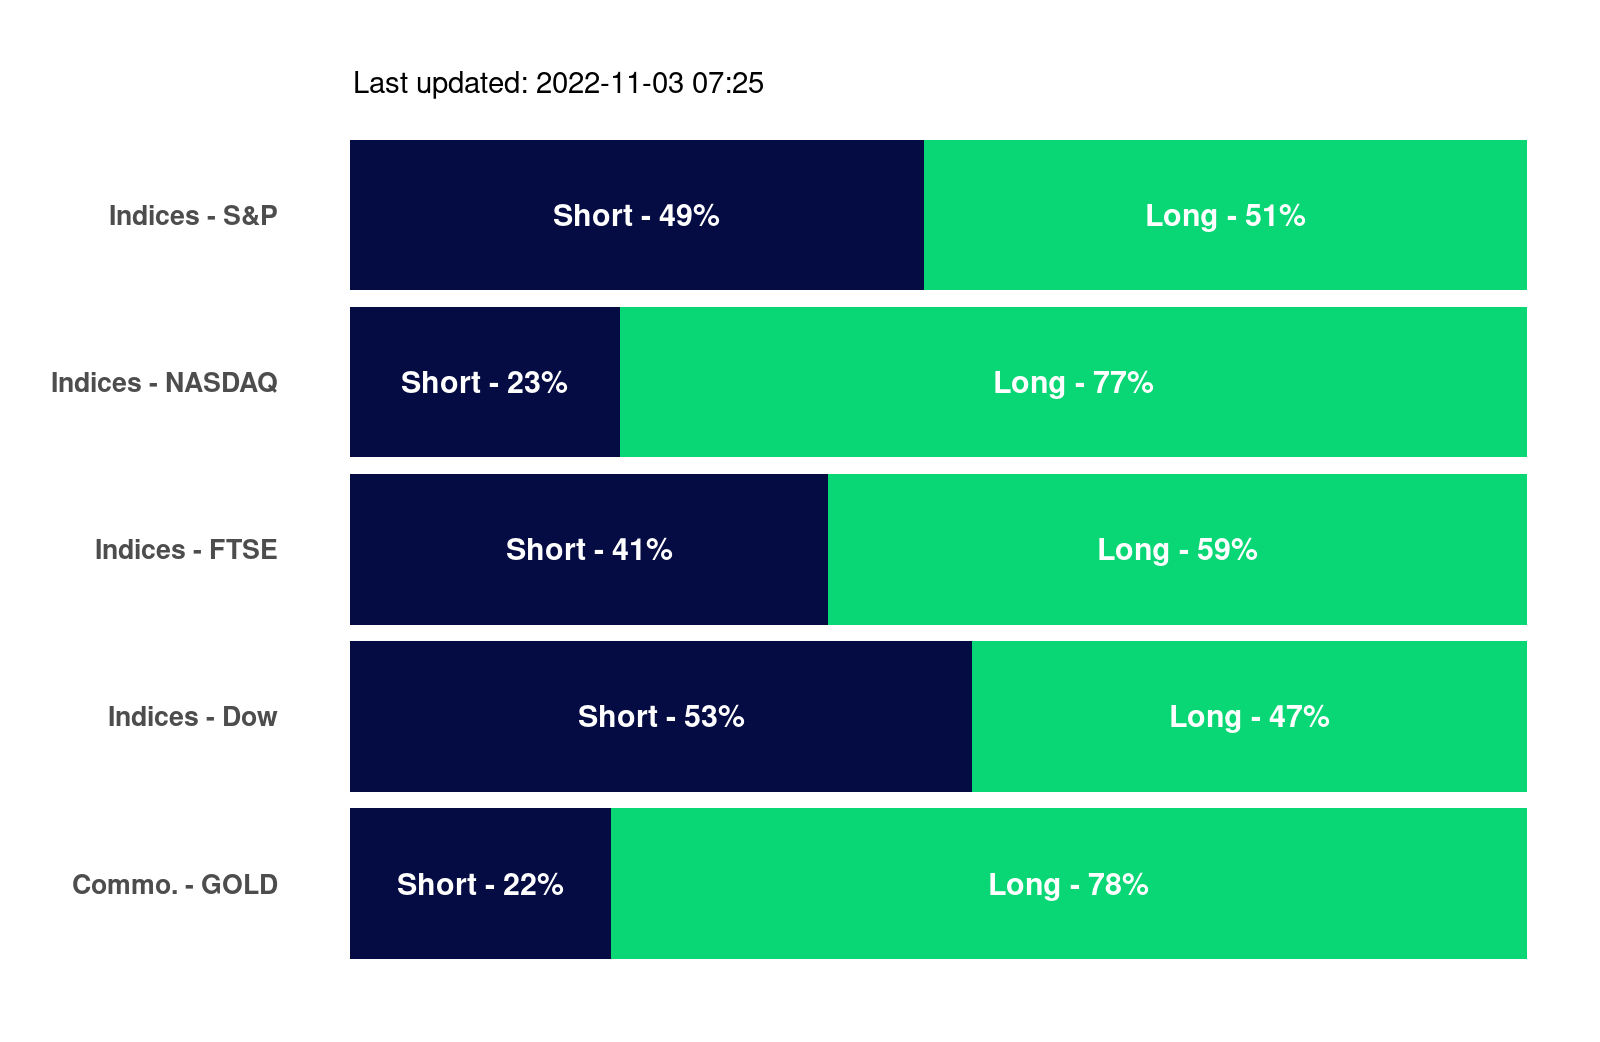 Last updated: 2022-11-03 07:25
Indices - S&P Short - 49% Long - 51%
Indices - NASDAQ Short - 23% Long - 77%
Indices - FTSE Short - 41% Long - 59%
Indices - Dow Short - 53% Long - 47%
Commo. - GOLD Short - 22% Long - 78%